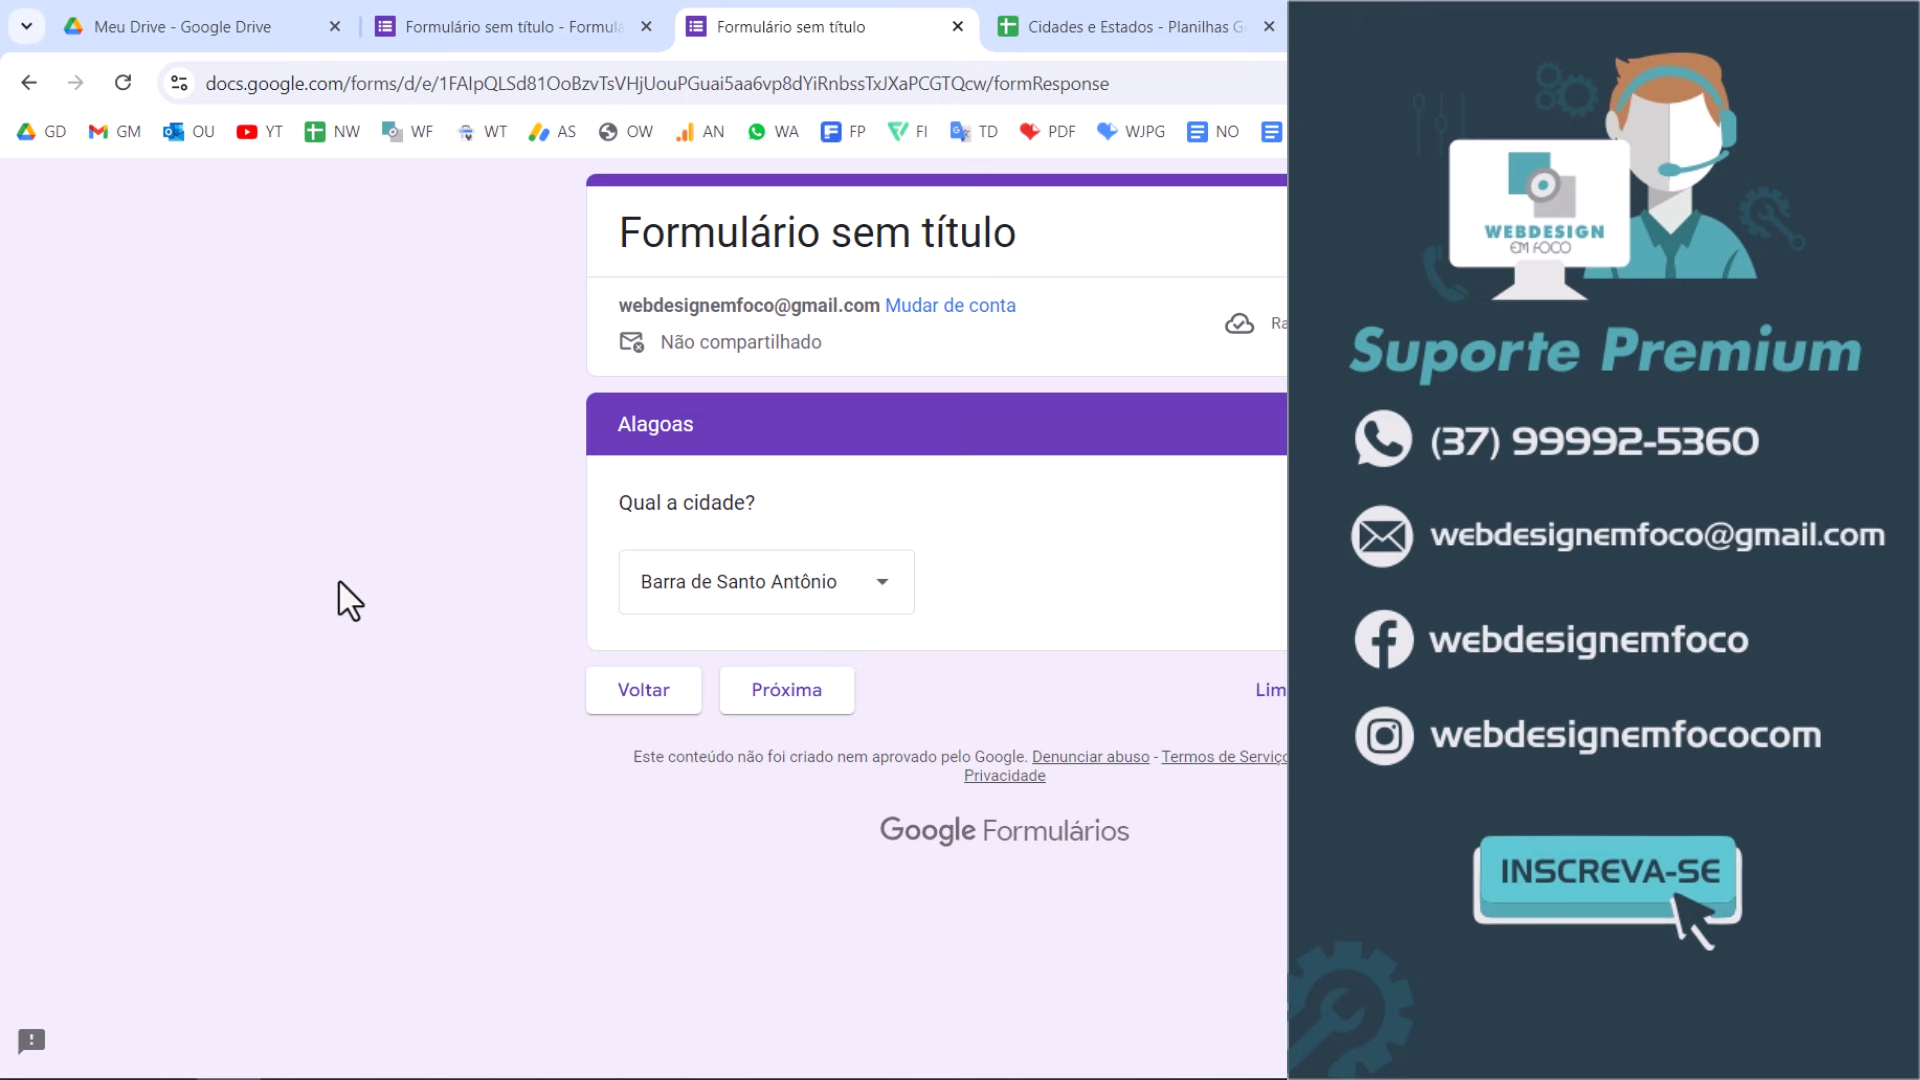 Meu Drive - Google Drive
Formulário sem título - Formul
Formulário sem título
Cidades e Estados - Planilhas G
docs.google.com/forms/d/e/1FAIpQLSd81OoBzvTsVHjUouPGuai5aa6vp8dYiRnbssTxJXaPCGTQcw/formResponse
GD GM OU YT NW WF WT AS OW AN WA FP FI TD PDF WJPG NO
Formulário sem título
webdesignemfoco@gmail.com Mudar de conta
Não compartilhado
Ra
Alagoas
Qual a cidade?
Barra de Santo Antônio
Voltar
Próxima
Lim
Este conteúdo não foi criado nem aprovado pelo Google. Denunciar abuso - Termos de Serviço
Privacidade
Google Formulários
WEBDESIGN
EM FOCO
Suporte Premium
(37) 99992-5360
webdesignemfoco@gmail.com
webdesignemfoco
webdesignemfococom
INSCREVA-SE